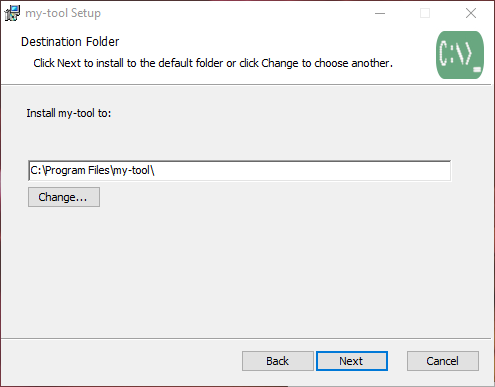 my-tool Setup
Destination Folder
Click Next to install to the default folder or click Change to choose another.
C:\>_
Install my-tool to:
C:\Program Files\my-tool\
Change...
Back
Next
Cancel